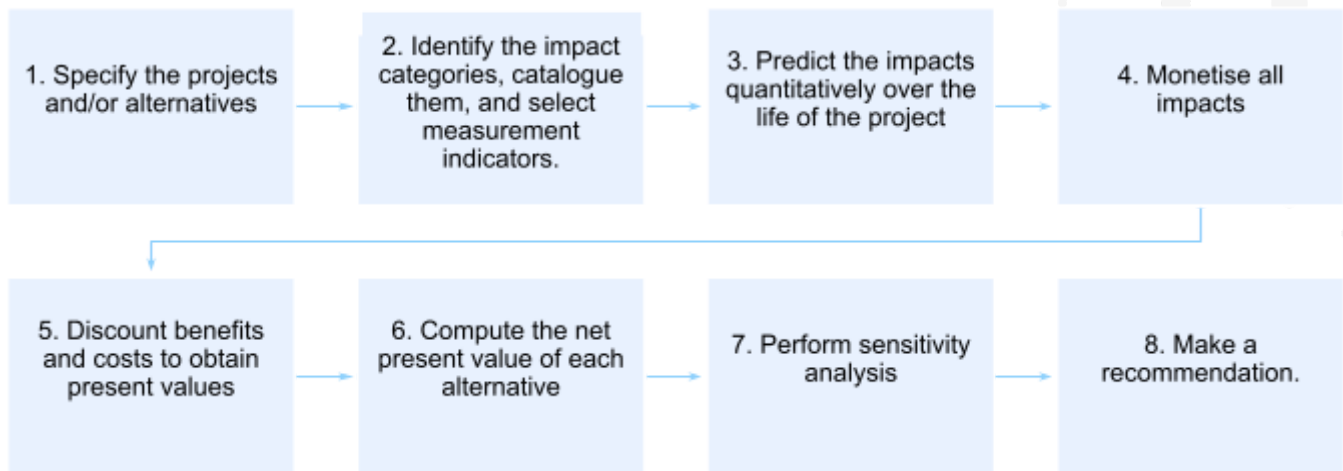 1. Specify the projects
and/or alternatives
2. Identify the impact
categories, catalogue
them, and select
measurement
indicators.
3. Predict the impacts
quantitatively over the
life of the project
4. Monetise all
impacts
5. Discount benefits
and costs to obtain
present values
6. Compute the net
present value of each
alternative
7. Perform sensitivity
analysis
8. Make a
recommendation.